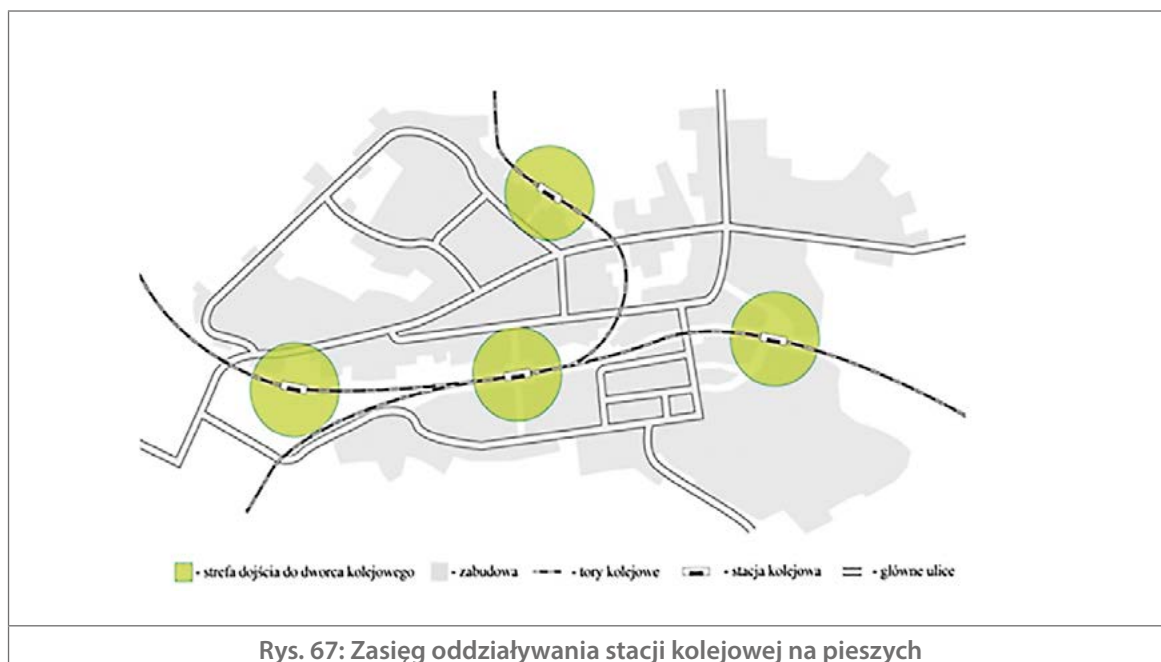 - strefa dojścia do dworca kolejowego - zabudowa - tory kolejowe - stacja kolejowa - główne ulice
Rys. 67: Zasięg oddziaływania stacji kolejowej na pieszych